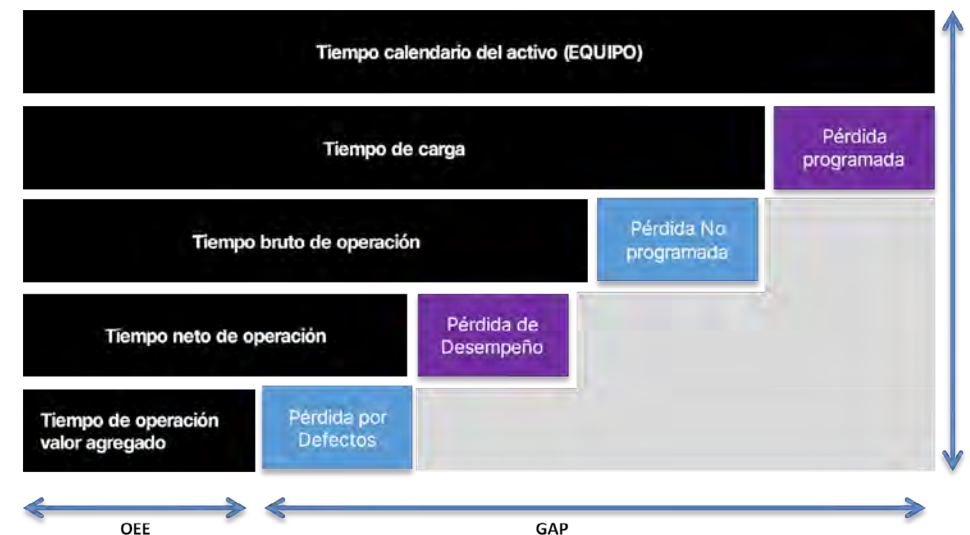 Tiempo calendario del activo (EQUIPO)
Tiempo de carga
Pérdida
programada
Tiempo bruto de operación
Pérdida No
programada
Tiempo neto de operación
Pérdida de
Desempeño
Tiempo de operación
valor agregado
Pérdida por
Defectos
OEE
GAP